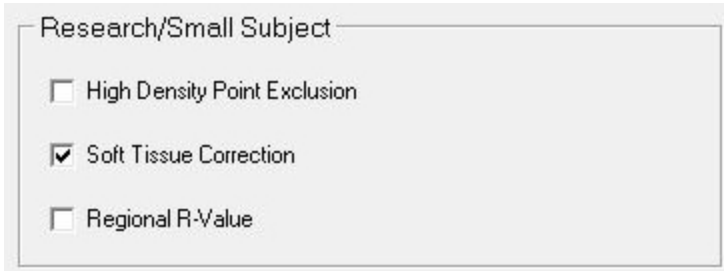 Research/Small Subject
High Density Point Exclusion
Soft Tissue Correction
Regional R-Value